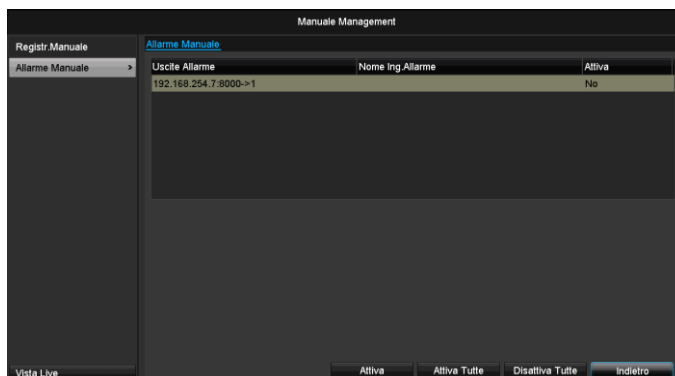 Manuale Management
Registr.Manuale
Allarme Manuale >
Allarme Manuale
Uscite Allarme Nome Ing.Allarme Attiva
192.168.254.7:8000->1 No
Vista Live
Attiva Attiva Tutte Disattiva Tutte Indietro